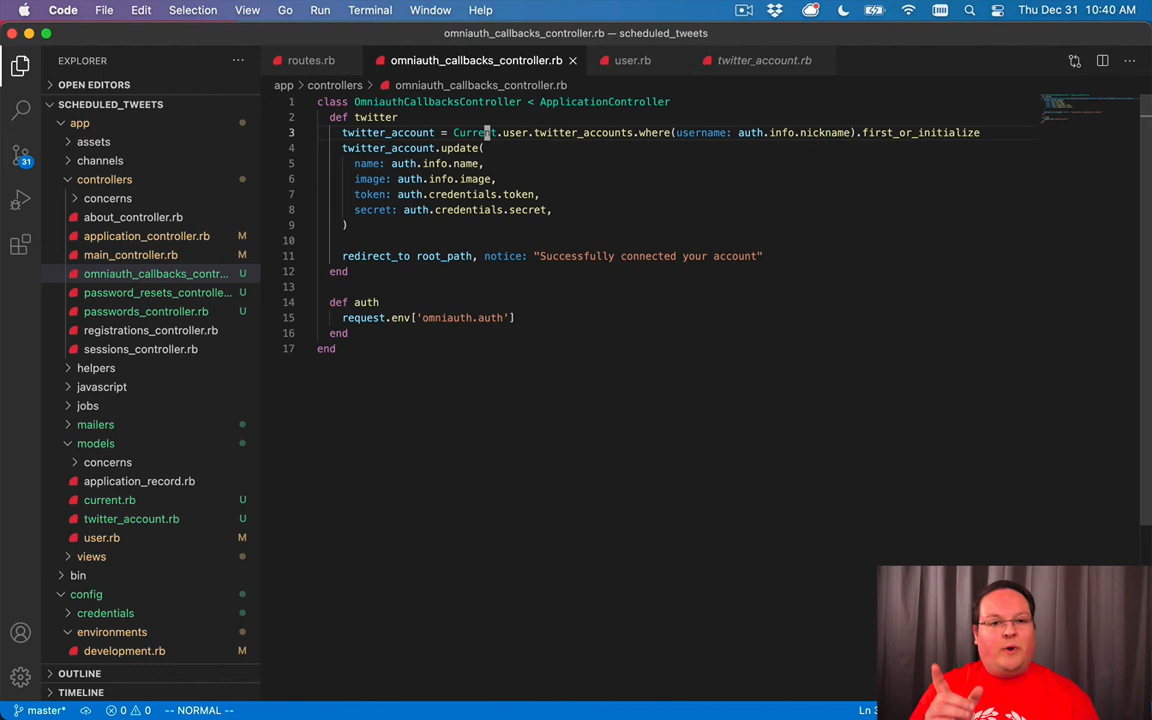 Code File Edit Selection View Go Run Terminal Window Help Thu Dec 31 10:40 AM
omniauth_callbacks_controller.rb — scheduled_tweets
EXPLORER
routes.rb omniauth_callbacks_controller.rb user.rb twitter_account.rb
app controllers omniauth_callbacks_controller.rb
OPEN EDITORS
SCHEDULED_TWEETS
app
assets
channels
controllers
concerns
about_controller.rb
application_controller.rb M
main_controller.rb M
omniauth_callbacks_contr... U
password_resets_controlle... U
passwords_controller.rb U
registrations_controller.rb
sessions_controller.rb
helpers
javascript
jobs
mailers
models
concerns
application_record.rb
current.rb U
twitter_account.rb U
user.rb M
views
bin
config
credentials
environments
development.rb M
OUTLINE
TIMELINE
31
1 class OmniauthCallbacksController < ApplicationController
2 def twitter
3 twitter_account = Current.user.twitter_accounts.where(username: auth.info.nickname).first_or_initialize
4 twitter_account.update(
5 name: auth.info.name,
6 image: auth.info.image,
7 token: auth.credentials.token,
8 secret: auth.credentials.secret,
9 )
10
11 redirect_to root_path, notice: "Successfully connected your account"
12 end
13
14 def auth
15 request.env['omniauth.auth']
16 end
17 end
master* 0 0 -- NORMAL -- Ln 3